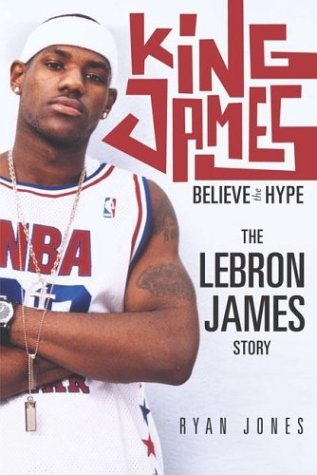 KING
JAMES
BELIEVE the HYPE
THE
LEBRON
JAMES
STORY
NBA
RYAN JONES